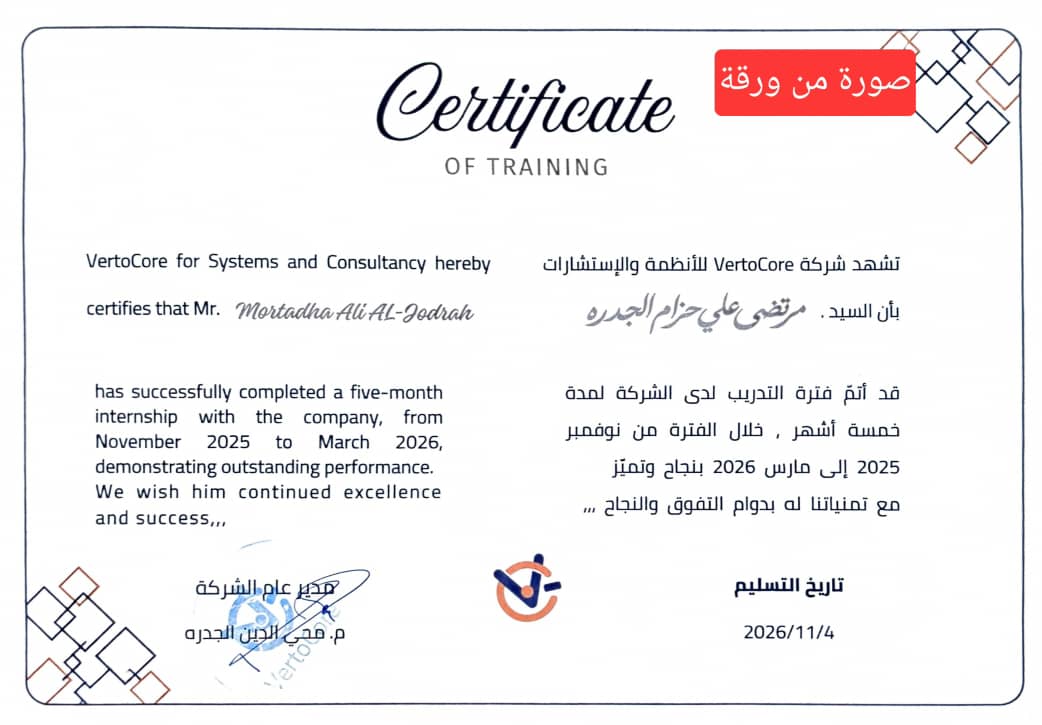 صورة من ورقة
Certificate
OF TRAINING
VertoCore for Systems and Consultancy hereby
certifies that Mr. Mortadha Ali AL-Jodrah
has successfully completed a five-month
internship with the company, from
November 2025 to March 2026,
demonstrating outstanding performance.
We wish him continued excellence
and success,,,
تشهد شركة VertoCore للأنظمة والإستشارات
بأن السيد . مرتضى علي حزام الجدره
قد أتمّ فترة التدريب لدى الشركة لمدة
خمسة أشهر , خلال الفترة من نوفمبر
2025 إلى مارس 2026 بنجاح وتميّز
مع تمنياتنا له بدوام التفوق والنجاح ,,,
مدير عام الشركة
م. محي الدين الجدره
VertoCore
تاريخ التسليم
2026/11/4